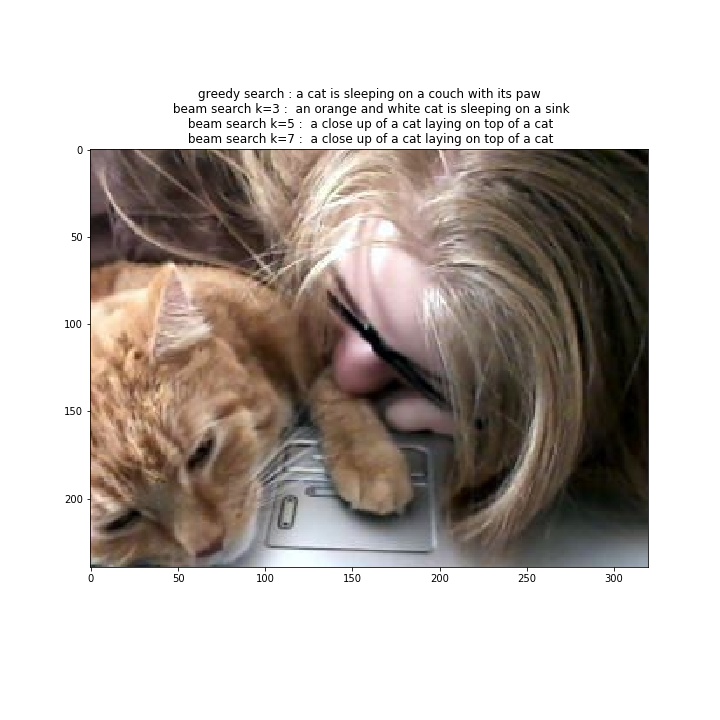 greedy search : a cat is sleeping on a couch with its paw
beam search k=3 :  an orange and white cat is sleeping on a sink
beam search k=5 :  a close up of a cat laying on top of a cat
beam search k=7 :  a close up of a cat laying on top of a cat
0
50
100
150
200
0 50 100 150 200 250 300